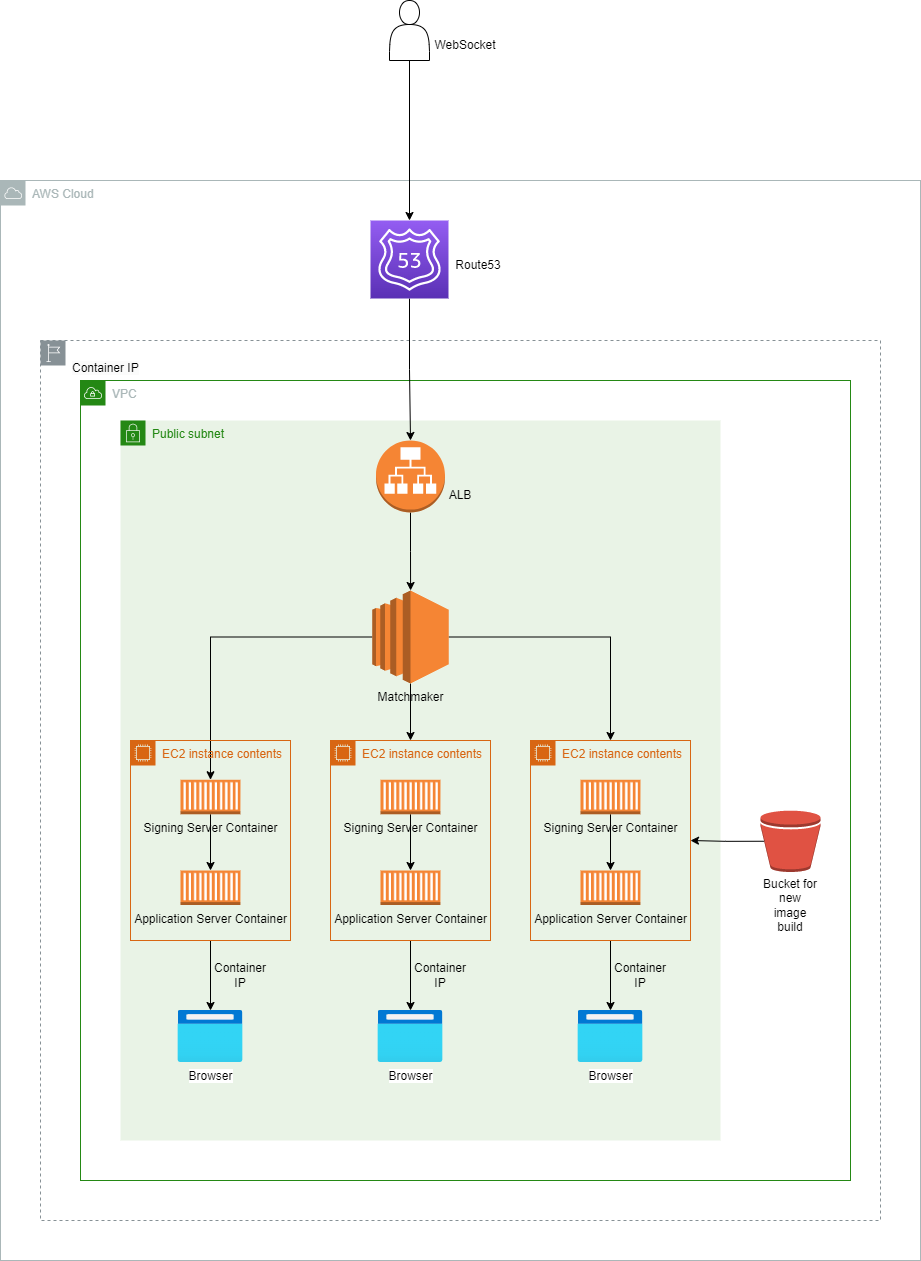 WebSocket
AWS Cloud
53
Route53
Container IP
VPC
Public subnet
ALB
Matchmaker
EC2 instance contents
EC2 instance contents
EC2 instance contents
Signing Server Container
Signing Server Container
Signing Server Container
Application Server Container
Application Server Container
Application Server Container
Bucket for
new
image
build
Container
IP
Container
IP
Container
IP
Browser
Browser
Browser